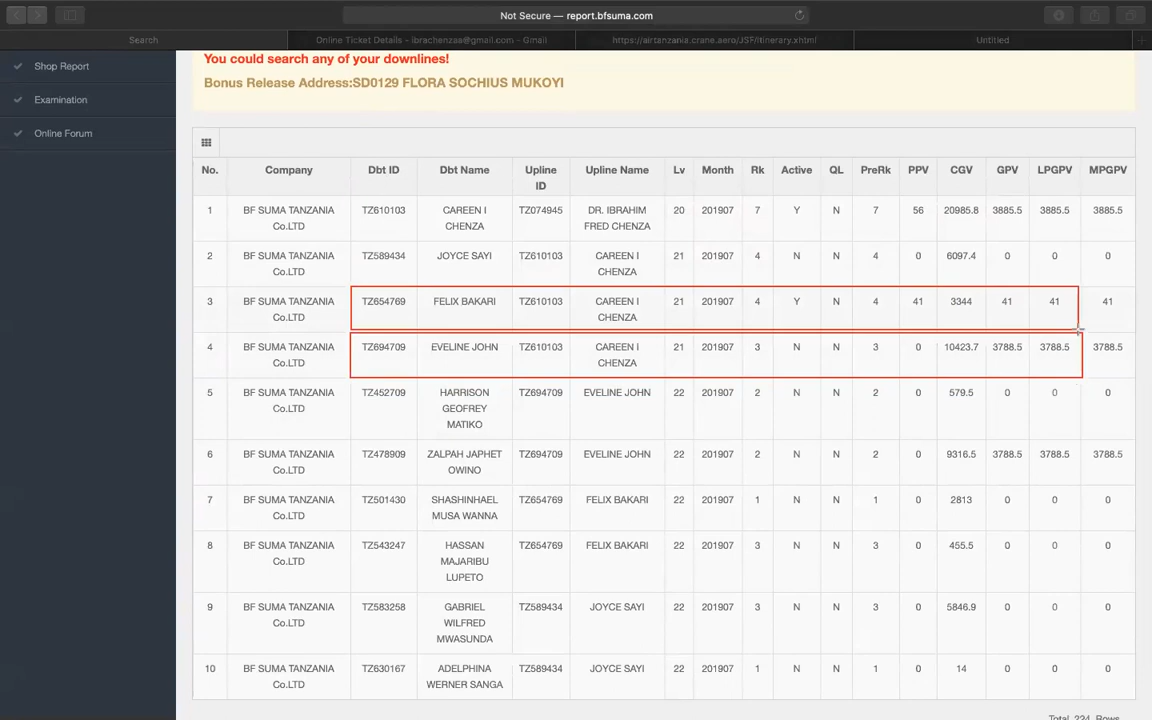 Not Secure — report.bfsuma.com
Search
Online Ticket Details - ibrachenzaa@gmail.com - Gmail
https://airtanzania.crane.aero/JSF/Itinerary.xhtml
Untitled
Shop Report
Examination
Online Forum
You could search any of your downlines!
Bonus Release Address:SD0129 FLORA SOCHIUS MUKOYI
No. Company Dbt ID Dbt Name Upline ID Upline Name Lv Month Rk Active QL PreRk PPV CGV GPV LPGPV MPGPV
1 BF SUMA TANZANIA Co.LTD TZ610103 CAREEN I CHENZA TZ074945 DR. IBRAHIM FRED CHENZA 20 201907 7 Y N 7 56 20985.8 3885.5 3885.5 3885.5
2 BF SUMA TANZANIA Co.LTD TZ589434 JOYCE SAYI TZ610103 CAREEN I CHENZA 21 201907 4 N N 4 0 6097.4 0 0 0
3 BF SUMA TANZANIA Co.LTD TZ654769 FELIX BAKARI TZ610103 CAREEN I CHENZA 21 201907 4 Y N 4 41 3344 41 41 41
4 BF SUMA TANZANIA Co.LTD TZ694709 EVELINE JOHN TZ610103 CAREEN I CHENZA 21 201907 3 N N 3 0 10423.7 3788.5 3788.5 3788.5
5 BF SUMA TANZANIA Co.LTD TZ452709 HARRISON GEOFREY MATIKO TZ694709 EVELINE JOHN 22 201907 2 N N 2 0 579.5 0 0 0
6 BF SUMA TANZANIA Co.LTD TZ478909 ZALPAH JAPHET OWINO TZ694709 EVELINE JOHN 22 201907 2 N N 2 0 9316.5 3788.5 3788.5 3788.5
7 BF SUMA TANZANIA Co.LTD TZ501430 SHASHINHAEL MUSA WANNA TZ654769 FELIX BAKARI 22 201907 1 N N 1 0 2813 0 0 0
8 BF SUMA TANZANIA Co.LTD TZ543247 HASSAN MAJARIBU LUPETO TZ654769 FELIX BAKARI 22 201907 3 N N 3 0 455.5 0 0 0
9 BF SUMA TANZANIA Co.LTD TZ583258 GABRIEL WILFRED MWASUNDA TZ589434 JOYCE SAYI 22 201907 3 N N 3 0 5846.9 0 0 0
10 BF SUMA TANZANIA Co.LTD TZ630167 ADELPHINA WERNER SANGA TZ589434 JOYCE SAYI 22 201907 1 N N 1 0 14 0 0 0
Total 224 Rows